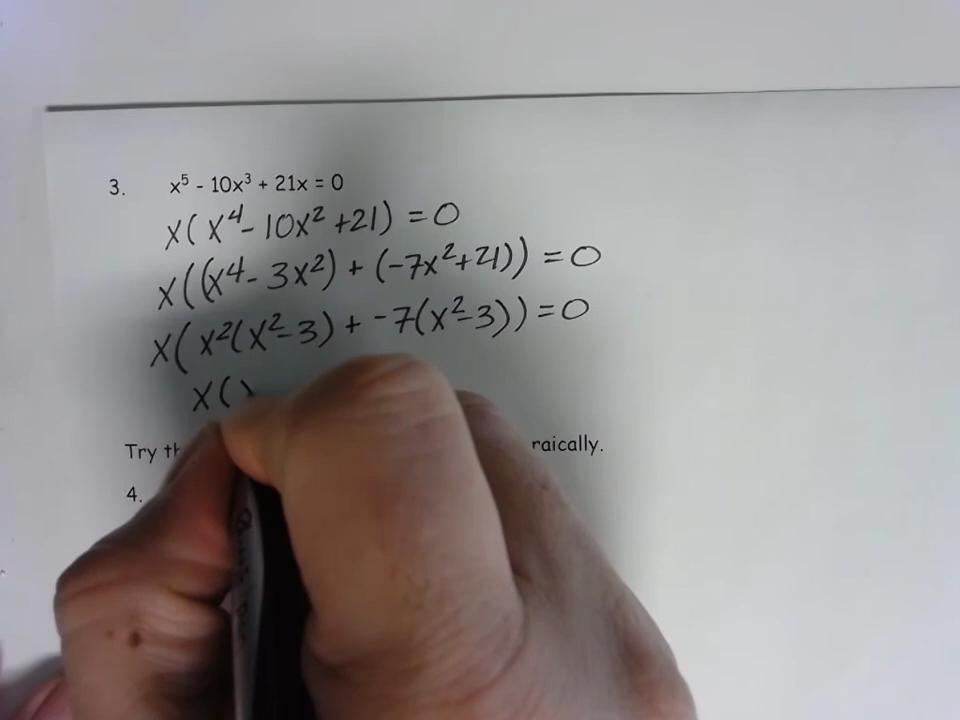 3. x⁵ - 10x³ + 21x = 0
x(x⁴ - 10x² + 21) = 0
x((x⁴ - 3x²) + (-7x² + 21)) = 0
x(x²(x² - 3) + -7(x² - 3)) = 0
x(
Try raically.
4.